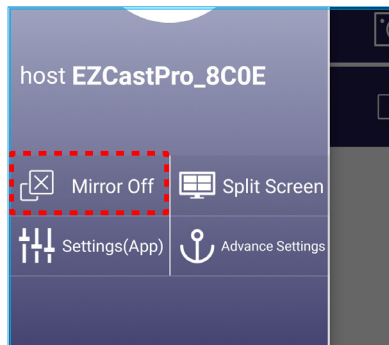 host EZCastPro_8C0E
Mirror Off
Split Screen
Settings(App)
Advance Settings